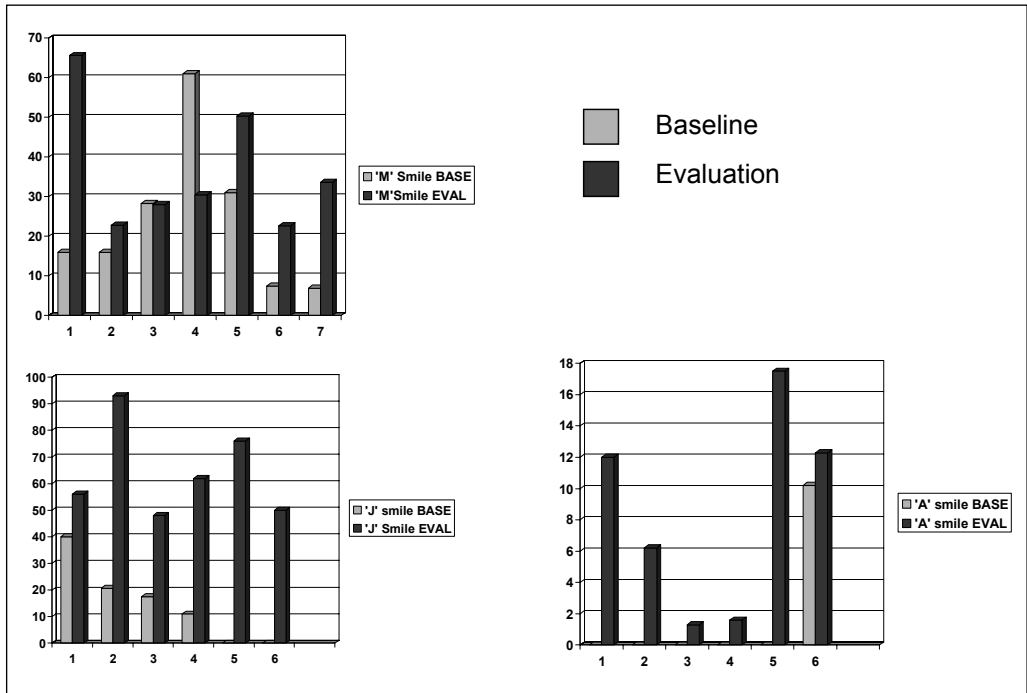 70
60
50
40
30
20
10
0
1 2 3 4 5 6 7
'M' Smile BASE
'M'Smile EVAL
Baseline
Evaluation
100
90
80
70
60
50
40
30
20
10
0
1 2 3 4 5 6
'J' smile BASE
'J' Smile EVAL
18
16
14
12
10
8
6
4
2
0
1 2 3 4 5 6
'A' smile BASE
'A' smile EVAL